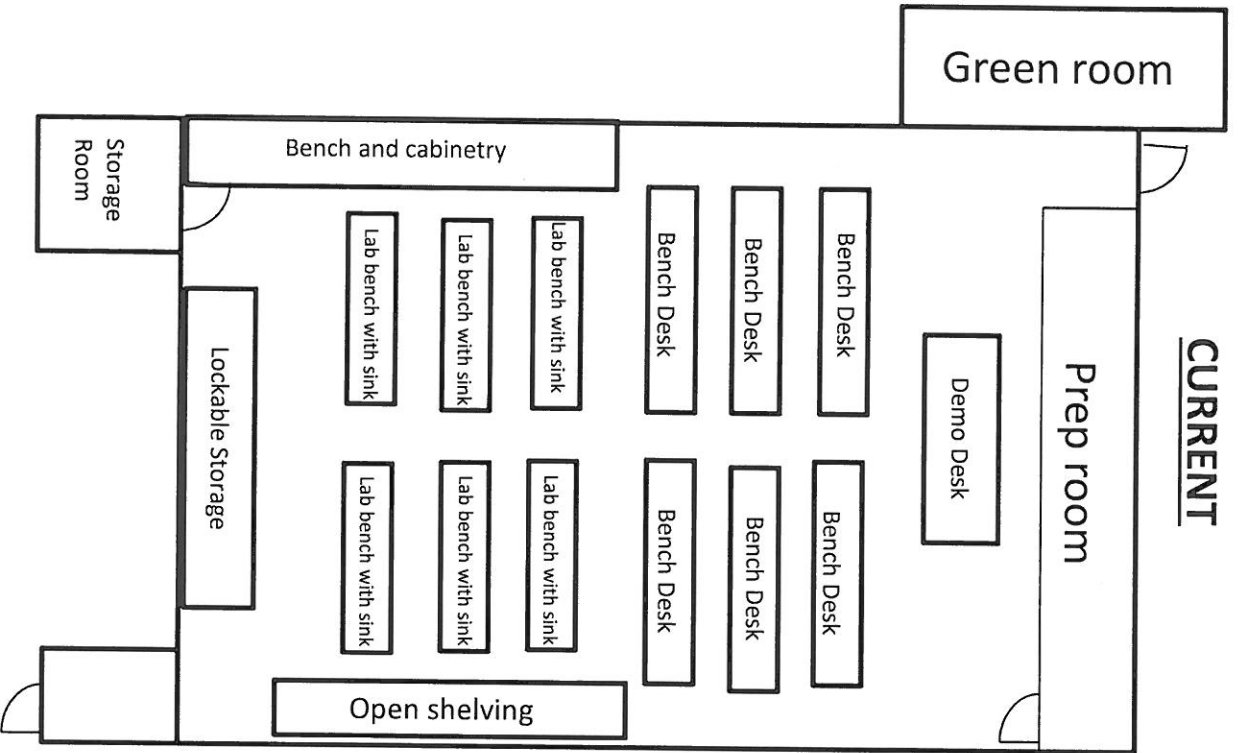 CURRENT
Green room
Prep room
Demo Desk
Bench Desk
Bench Desk
Bench Desk
Bench Desk
Bench Desk
Bench Desk
Bench and cabinetry
Lab bench with sink
Lab bench with sink
Lab bench with sink
Lab bench with sink
Lab bench with sink
Lab bench with sink
Storage
Room
Lockable Storage
Open shelving